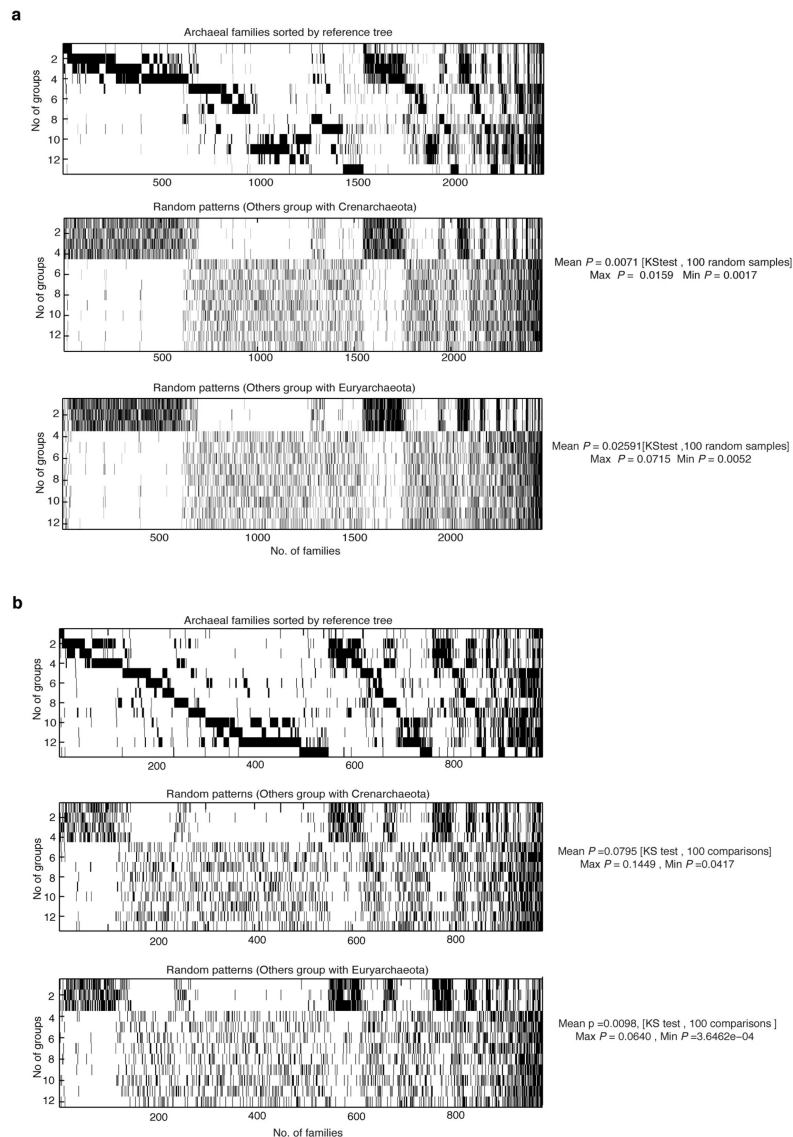 a
Archaeal families sorted by reference tree
No of groups
2
4
6
8
10
12
500
1000
1500
2000
Random patterns (Others group with Crenarchaeota)
No of groups
2
4
6
8
10
12
500
1000
1500
2000
Mean P = 0.0071 [KStest , 100 random samples]
Max P = 0.0159 Min P = 0.0017
Random patterns (Others group with Euryarchaeota)
No of groups
2
4
6
8
10
12
500
1000
1500
2000
No. of families
Mean P = 0.02591[KStest ,100 random samples]
Max P = 0.0715 Min P = 0.0052
b
Archaeal families sorted by reference tree
No of groups
2
4
6
8
10
12
200
400
600
800
Random patterns (Others group with Crenarchaeota)
No of groups
2
4
6
8
10
12
200
400
600
800
Mean P =0.0795 [KS test , 100 comparisons]
Max P = 0.1449 , Min P =0.0417
Random patterns (Others group with Euryarchaeota)
No of groups
2
4
6
8
10
12
200
400
600
800
No. of families
Mean p =0.0098, [KS test , 100 comparisons ]
Max P = 0.0640 , Min P =3.6462e−04